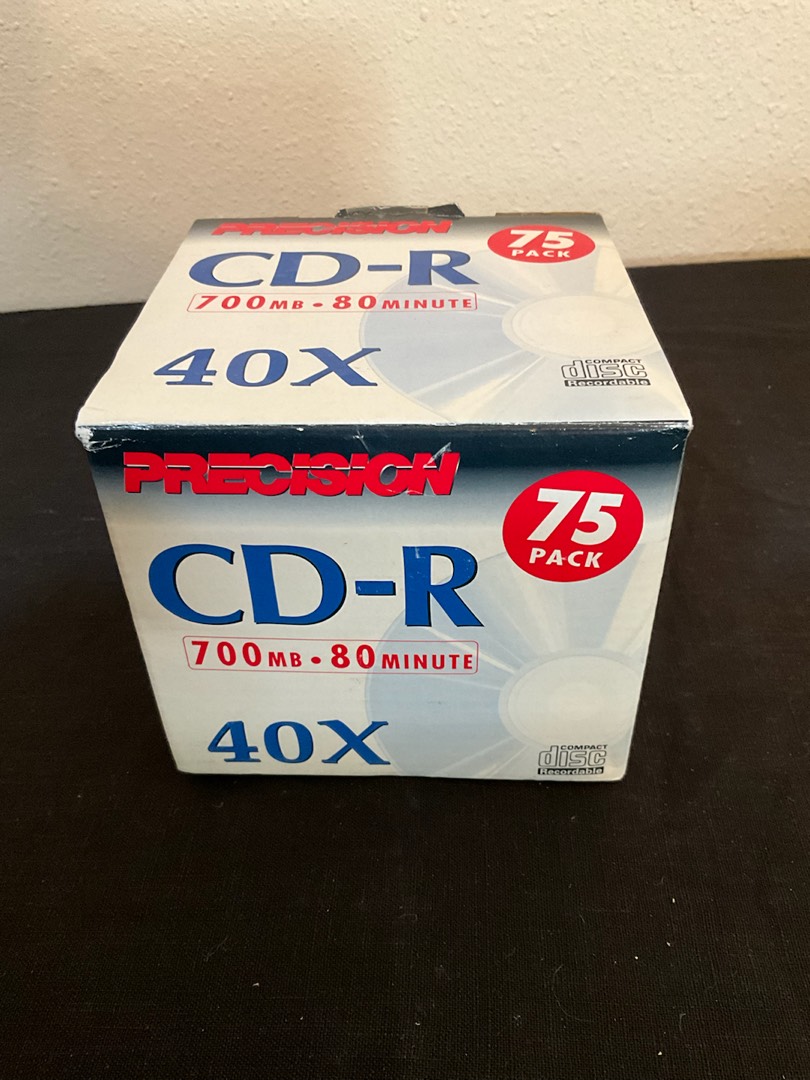 PRECISION
75
PACK
CD-R
700MB • 80MINUTE
40X
COMPACT
disc
Recordable
PRECISION
75
PACK
CD-R
700MB • 80MINUTE
40X
COMPACT
disc
Recordable